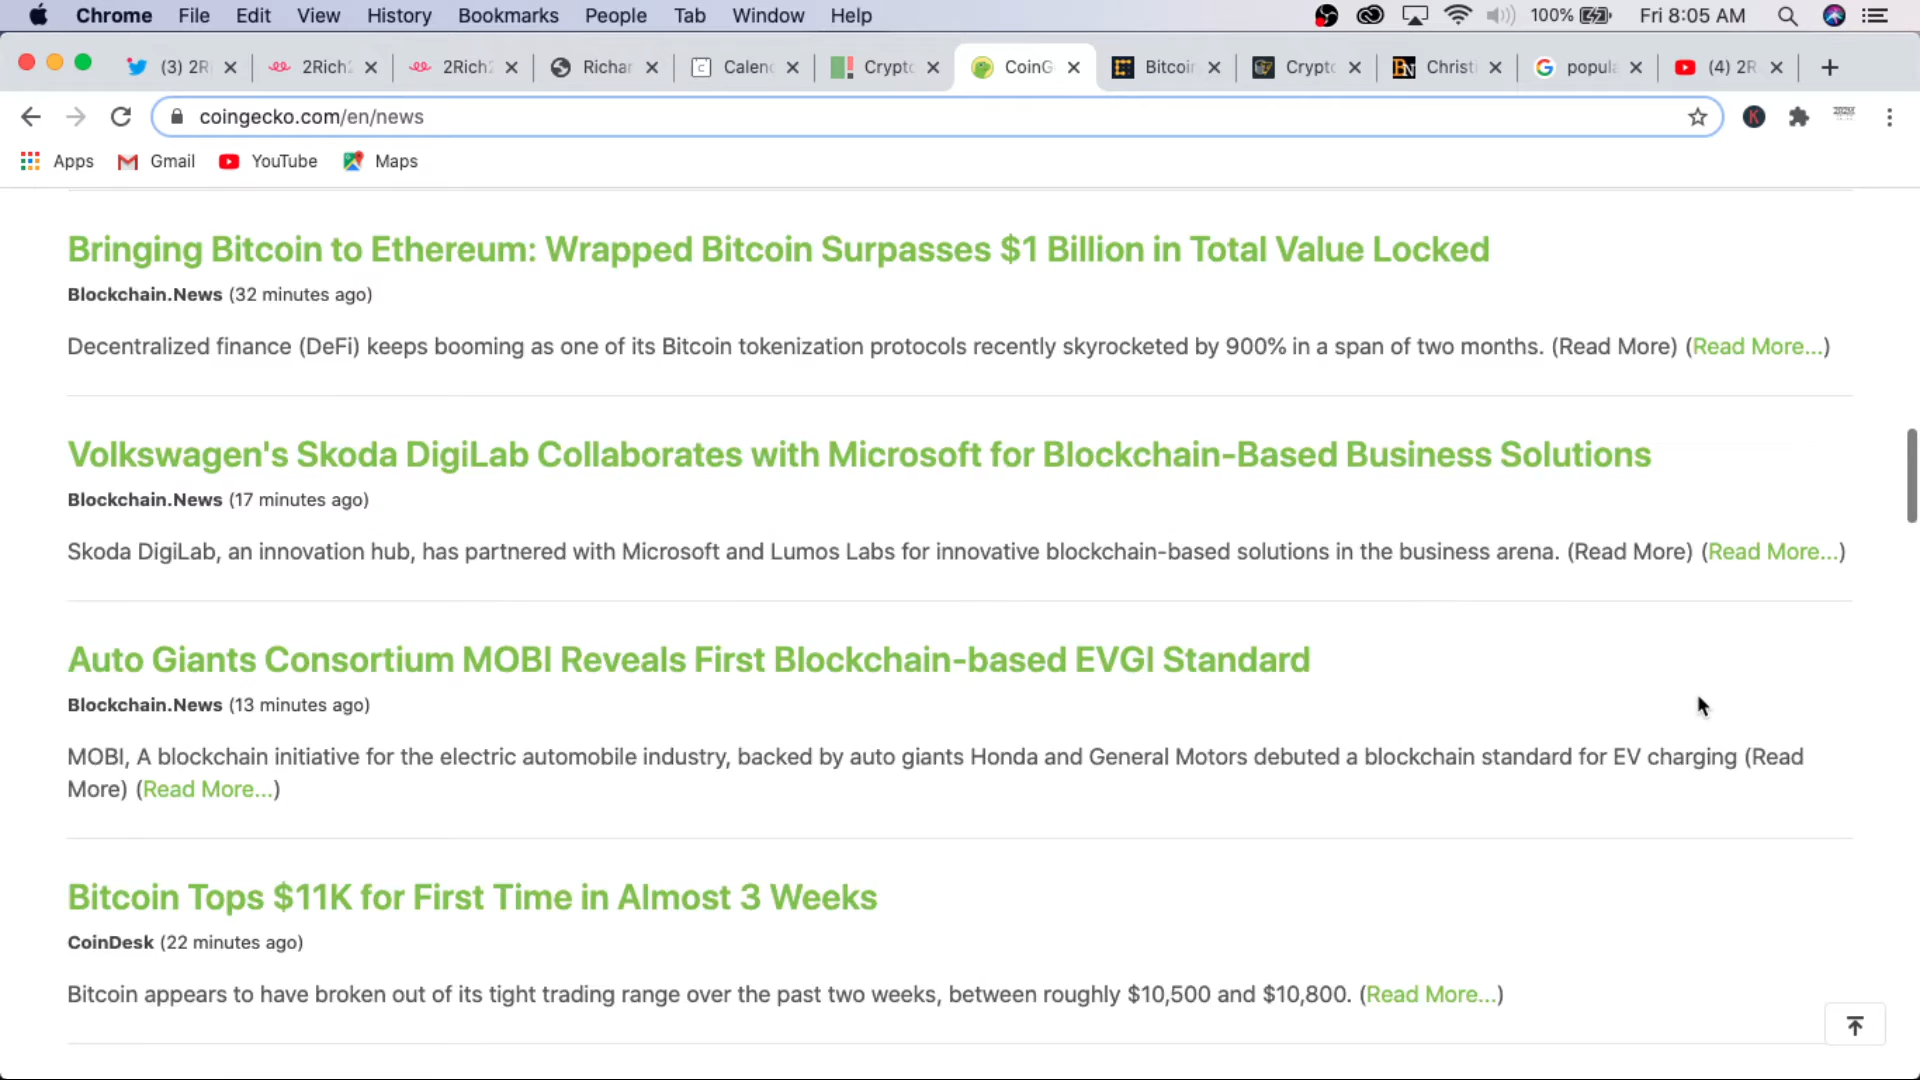 Chrome File Edit View History Bookmarks People Tab Window Help 100% Fri 8:05 AM
(3) 2R 2Rich2 2Rich2 Richar Calenc Crypto CoinG Bitcoin Crypto Christi popula (4) 2R
coingecko.com/en/news
Apps Gmail YouTube Maps
Bringing Bitcoin to Ethereum: Wrapped Bitcoin Surpasses $1 Billion in Total Value Locked
Blockchain.News (32 minutes ago)
Decentralized finance (DeFi) keeps booming as one of its Bitcoin tokenization protocols recently skyrocketed by 900% in a span of two months. (Read More) (Read More...)
Volkswagen's Skoda DigiLab Collaborates with Microsoft for Blockchain-Based Business Solutions
Blockchain.News (17 minutes ago)
Skoda DigiLab, an innovation hub, has partnered with Microsoft and Lumos Labs for innovative blockchain-based solutions in the business arena. (Read More) (Read More...)
Auto Giants Consortium MOBI Reveals First Blockchain-based EVGI Standard
Blockchain.News (13 minutes ago)
MOBI, A blockchain initiative for the electric automobile industry, backed by auto giants Honda and General Motors debuted a blockchain standard for EV charging (Read
More) (Read More...)
Bitcoin Tops $11K for First Time in Almost 3 Weeks
CoinDesk (22 minutes ago)
Bitcoin appears to have broken out of its tight trading range over the past two weeks, between roughly $10,500 and $10,800. (Read More...)